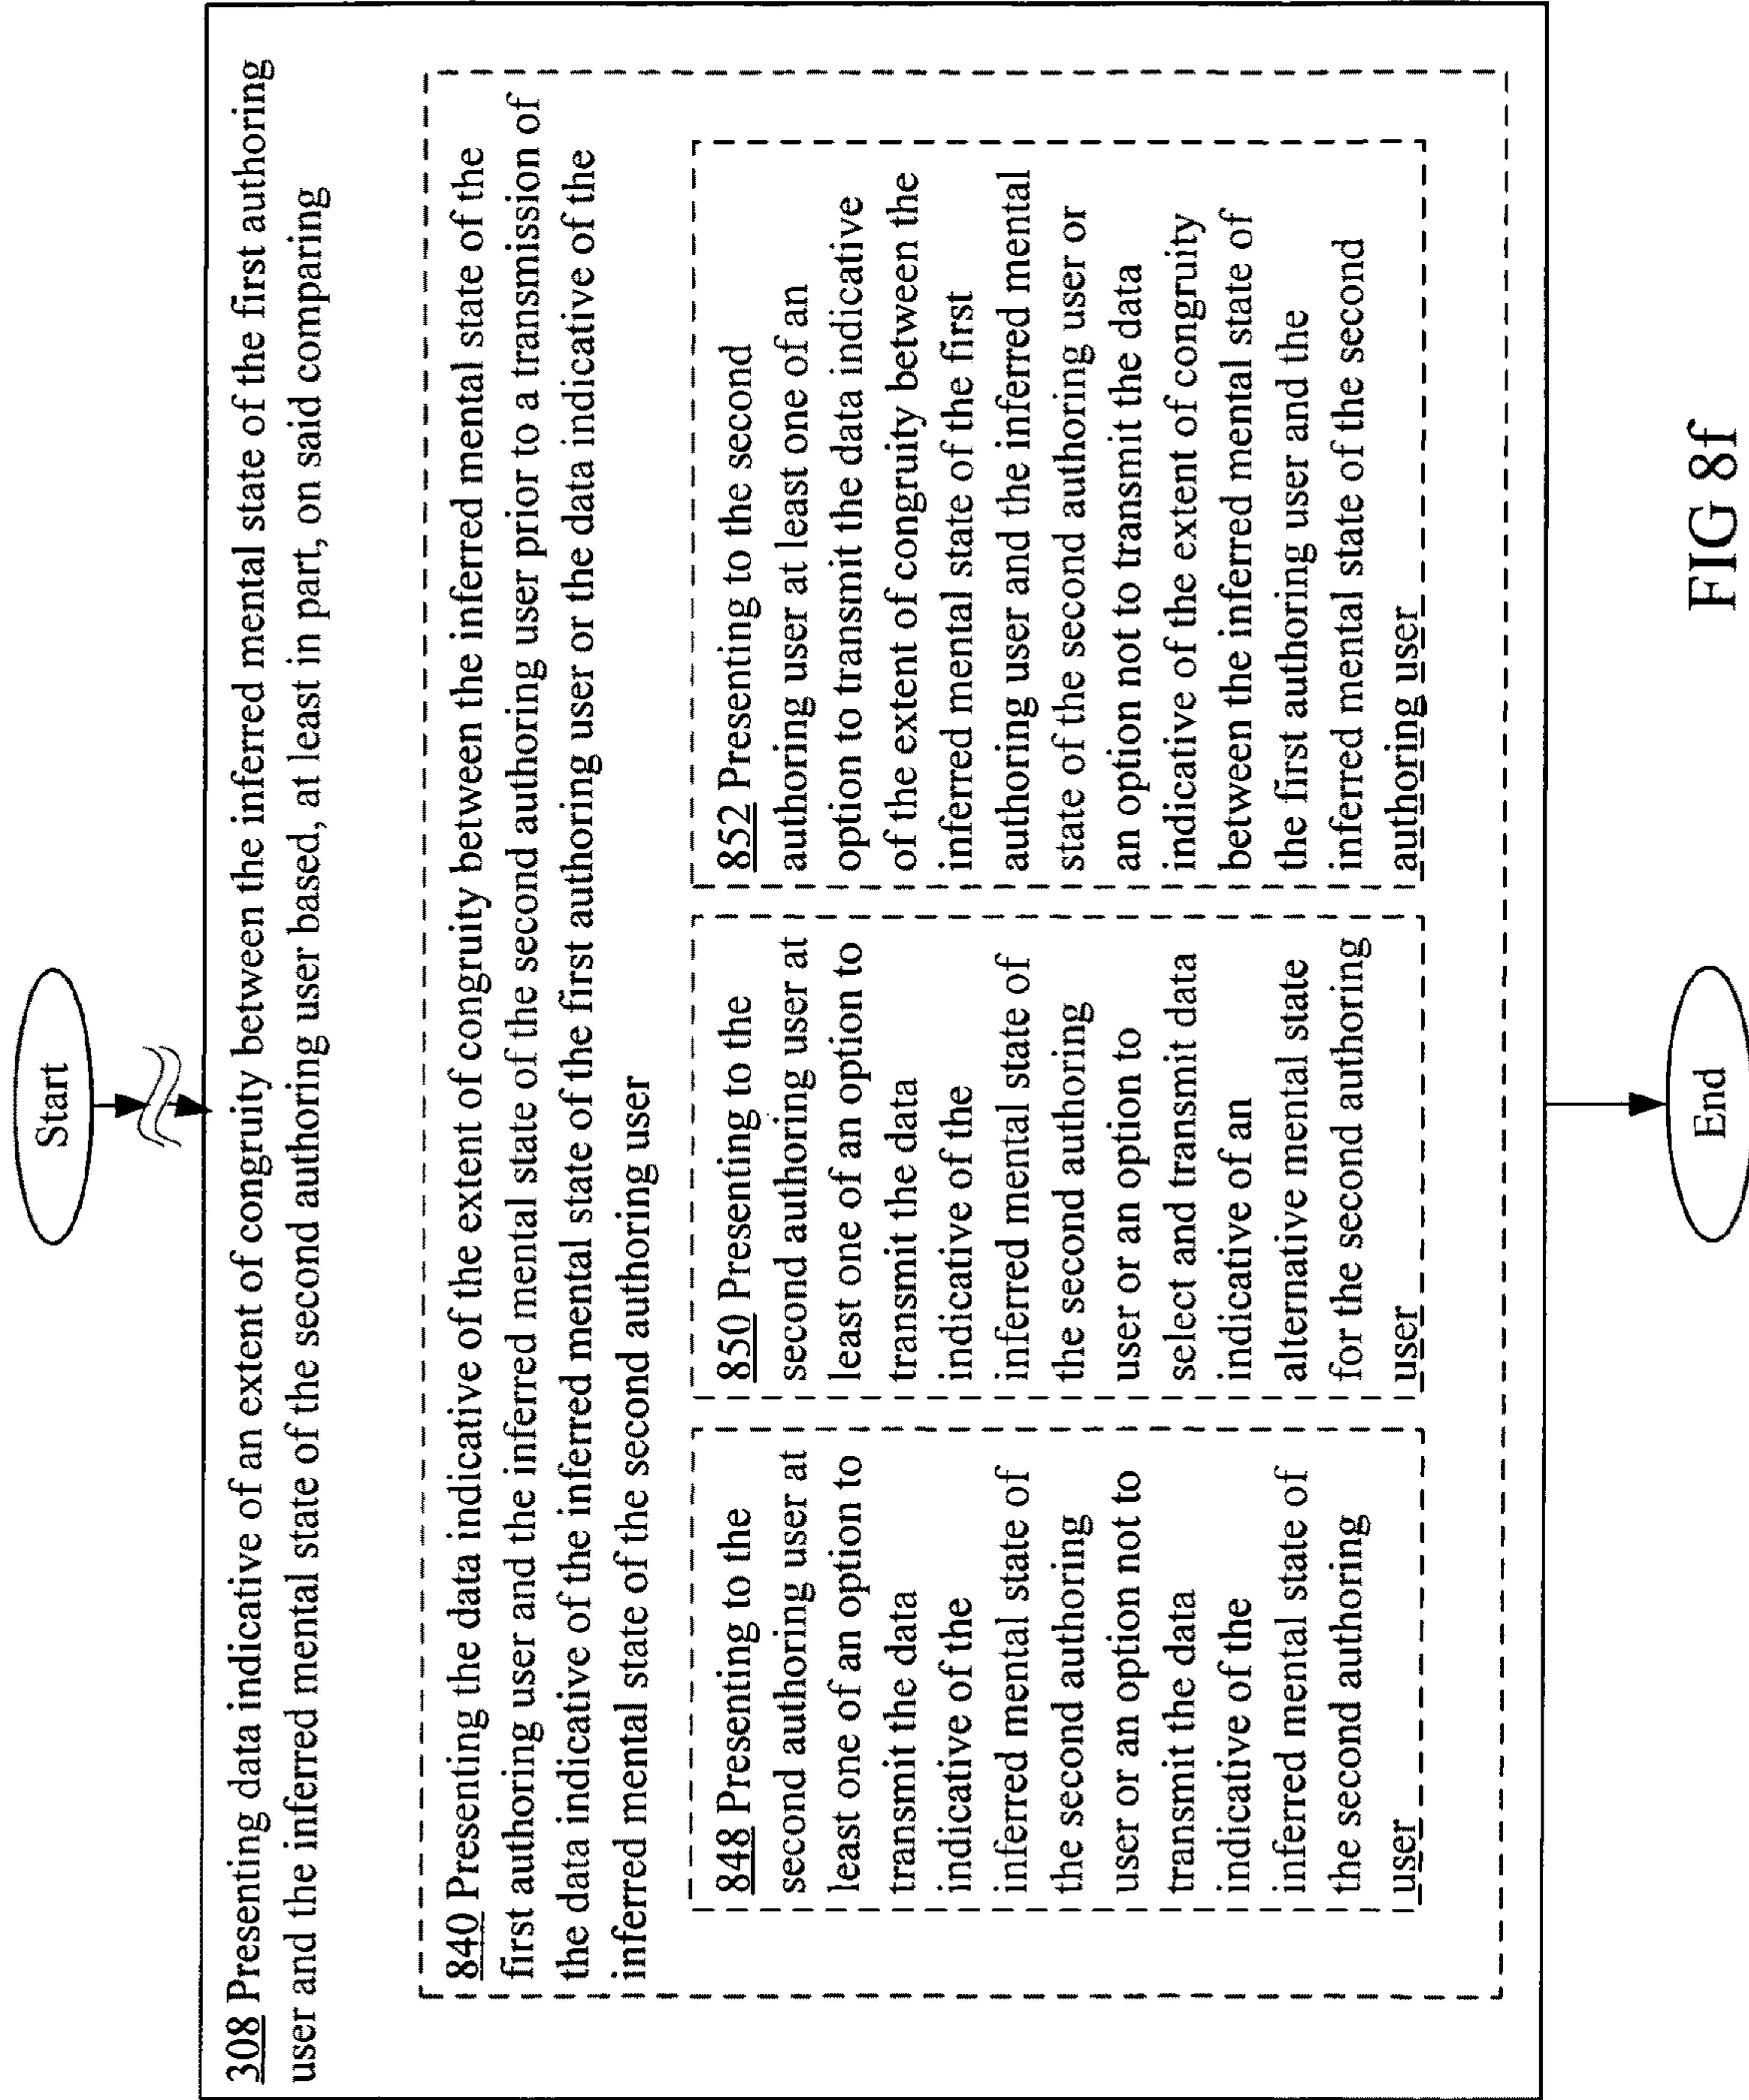 Start
308 Presenting data indicative of an extent of congruity between the inferred mental state of the first authoring
user and the inferred mental state of the second authoring user based, at least in part, on said comparing
840 Presenting the data indicative of the extent of congruity between the inferred mental state of the
first authoring user and the inferred mental state of the second authoring user prior to a transmission of
the data indicative of the inferred mental state of the first authoring user or the data indicative of the
inferred mental state of the second authoring user
848 Presenting to the
second authoring user at
least one of an option to
transmit the data
indicative of the
inferred mental state of
the second authoring
user or an option not to
transmit the data
indicative of the
inferred mental state of
the second authoring
user
850 Presenting to the
second authoring user at
least one of an option to
transmit the data
indicative of the
inferred mental state of
the second authoring
user or an option to
select and transmit data
indicative of an
alternative mental state
for the second authoring
user
852 Presenting to the second
authoring user at least one of an
option to transmit the data indicative
of the extent of congruity between the
inferred mental state of the first
authoring user and the inferred mental
state of the second authoring user or
an option not to transmit the data
indicative of the extent of congruity
between the inferred mental state of
the first authoring user and the
inferred mental state of the second
authoring user
End
FIG 8f